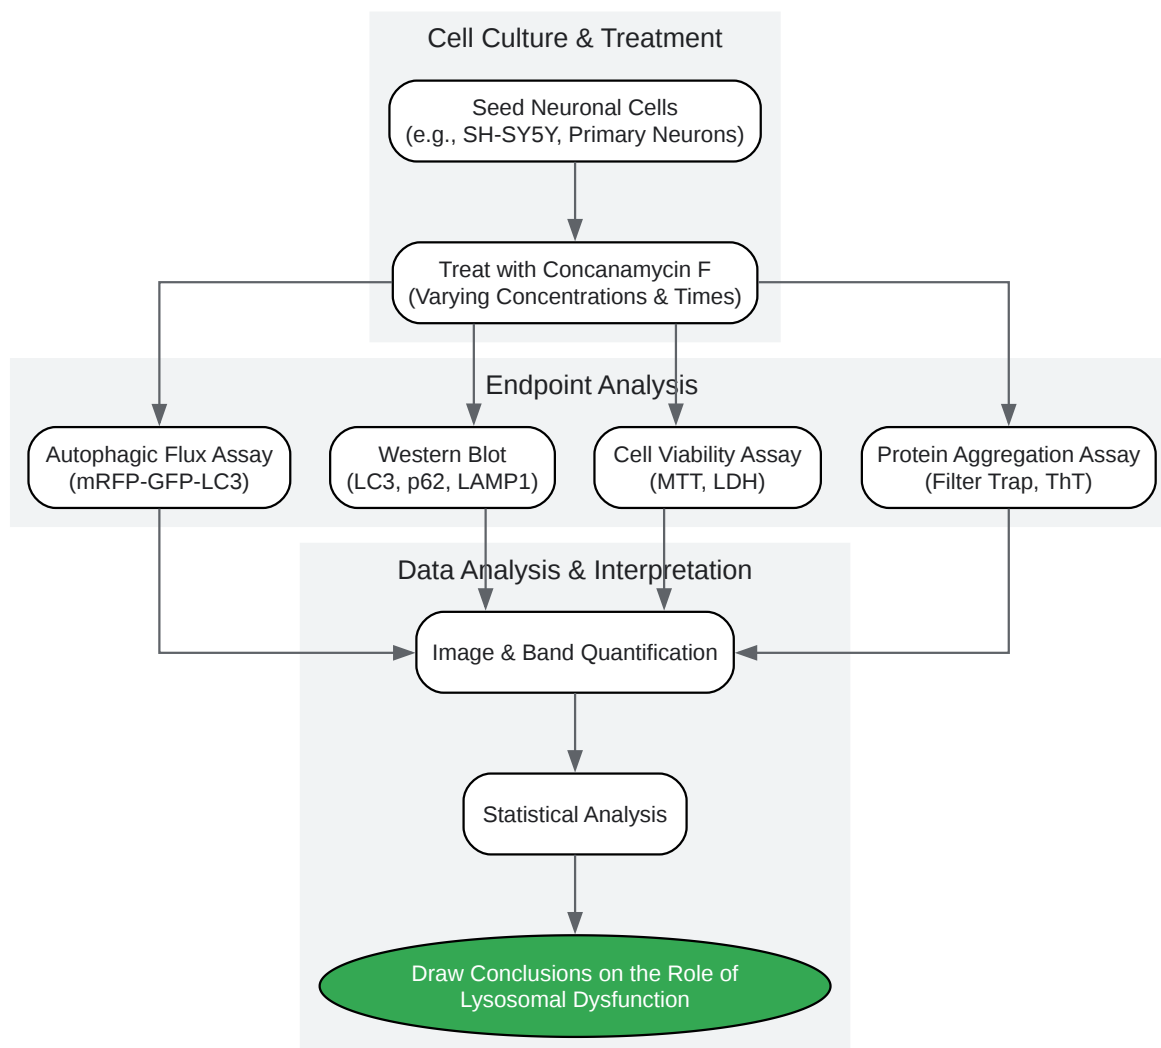 Cell Culture & Treatment
Seed Neuronal Cells
(e.g., SH-SY5Y, Primary Neurons)
Treat with Concanamycin F
(Varying Concentrations & Times)
Endpoint Analysis
Autophagic Flux Assay
(mRFP-GFP-LC3)
Western Blot
(LC3, p62, LAMP1)
Cell Viability Assay
(MTT, LDH)
Protein Aggregation Assay
(Filter Trap, ThT)
Data Analysis & Interpretation
Image & Band Quantification
Statistical Analysis
Draw Conclusions on the Role of
Lysosomal Dysfunction